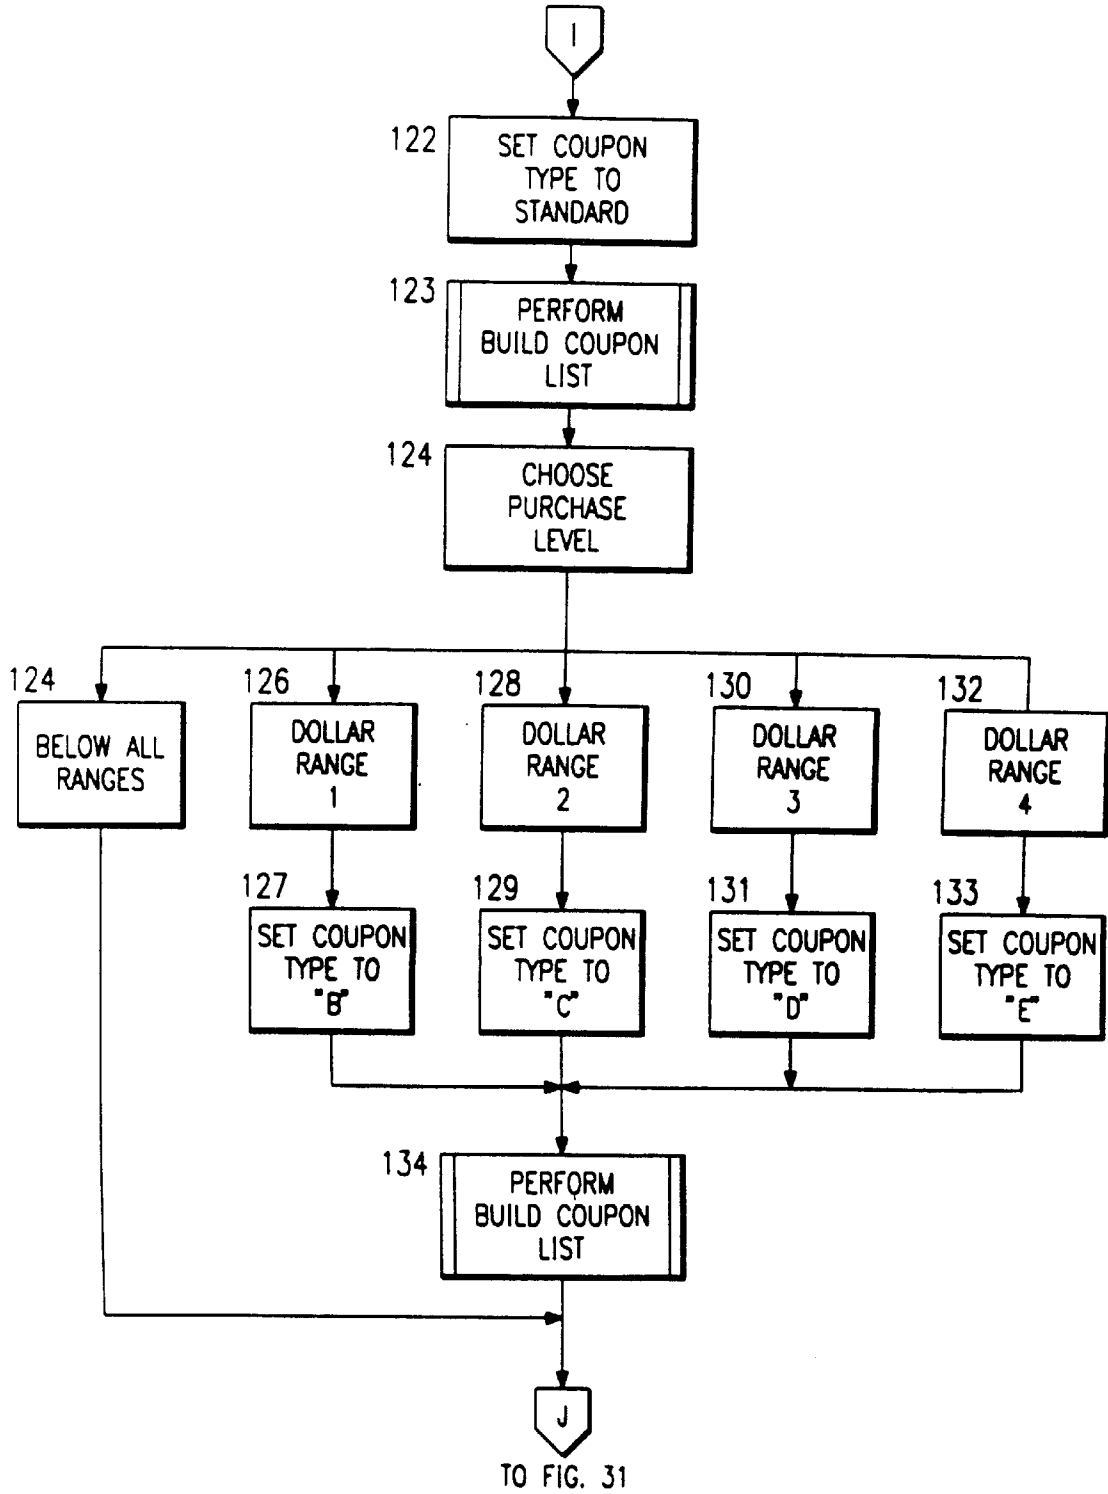 I
122
SET COUPON
TYPE TO
STANDARD
123
PERFORM
BUILD COUPON
LIST
124
CHOOSE
PURCHASE
LEVEL
124
BELOW ALL
RANGES
126
DOLLAR
RANGE
1
128
DOLLAR
RANGE
2
130
DOLLAR
RANGE
3
132
DOLLAR
RANGE
4
127
SET COUPON
TYPE TO
"B"
129
SET COUPON
TYPE TO
"C"
131
SET COUPON
TYPE TO
"D"
133
SET COUPON
TYPE TO
"E"
134
PERFORM
BUILD COUPON
LIST
J
TO FIG. 31